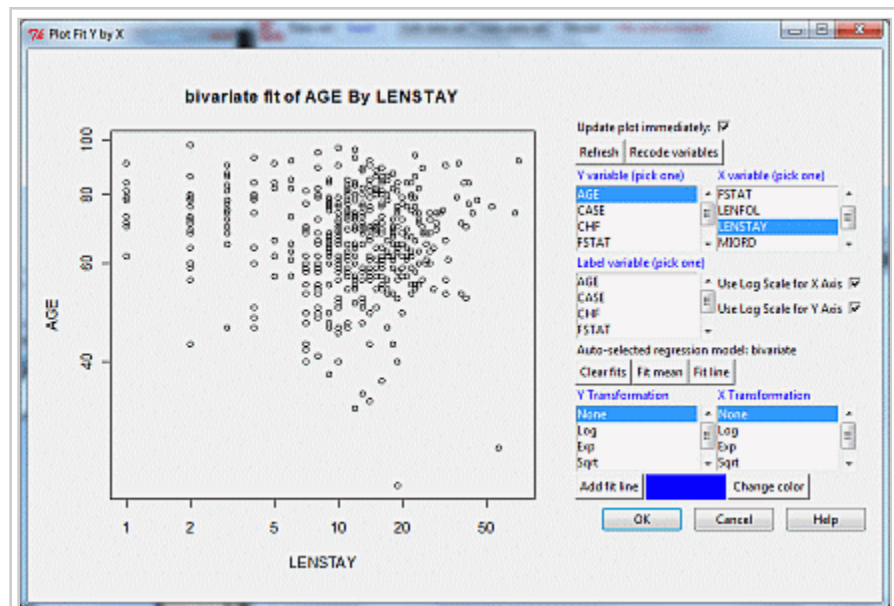 Plot Fit Y by X
bivariate fit of AGE By LENSTAY
Update plot immediately:
Refresh Recode variables
Y variable (pick one) X variable (pick one)
AGE FSTAT
CASE LENFOL
CHF LENSTAY
FSTAT MIORD
Label variable (pick one)
AGE
CASE
CHF
FSTAT
Use Log Scale for X Axis
Use Log Scale for Y Axis
Auto-selected regression model: bivariate
Clear fits Fit mean Fit line
Y Transformation X Transformation
None None
Log Log
Exp Exp
Sqrt Sqrt
Add fit line Change color
OK Cancel Help
100
80
60
40
AGE
1 2 5 10 20 50
LENSTAY